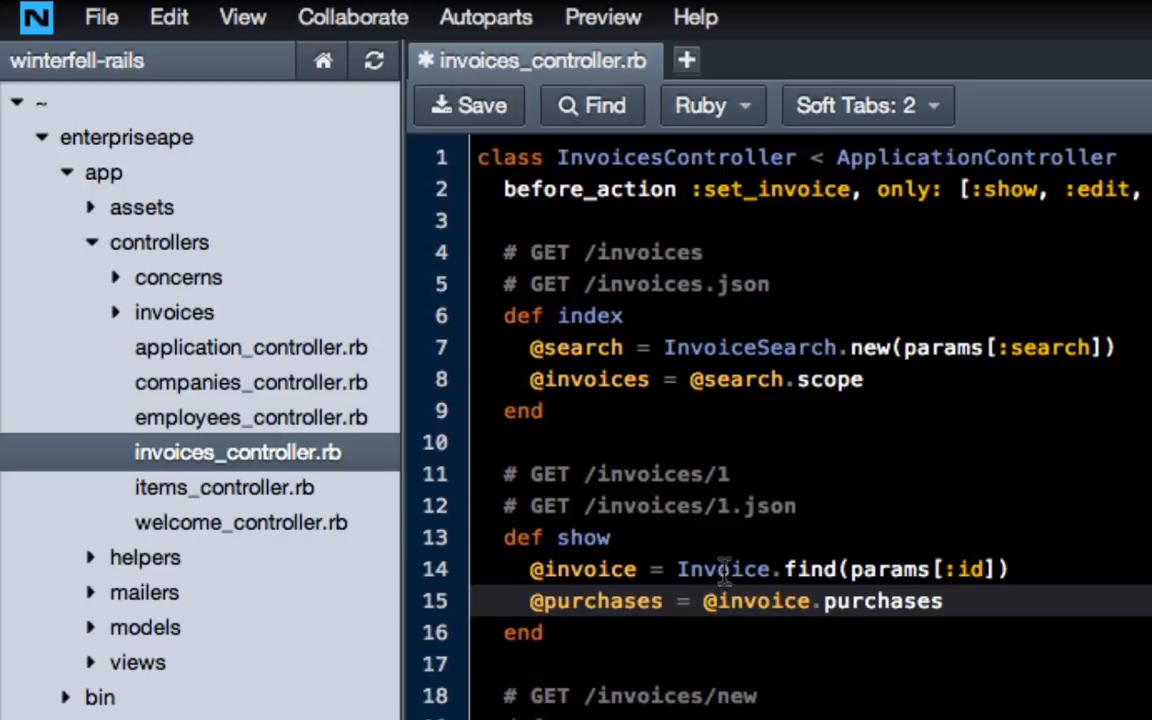 N File Edit View Collaborate Autoparts Preview Help
winterfell-rails
* invoices_controller.rb +
Save Find Ruby Soft Tabs: 2
~
enterpriseape
app
assets
controllers
concerns
invoices
application_controller.rb
companies_controller.rb
employees_controller.rb
invoices_controller.rb
items_controller.rb
welcome_controller.rb
helpers
mailers
models
views
bin
1 class InvoicesController < ApplicationController
2 before_action :set_invoice, only: [:show, :edit,
3
4 # GET /invoices
5 # GET /invoices.json
6 def index
7 @search = InvoiceSearch.new(params[:search])
8 @invoices = @search.scope
9 end
10
11 # GET /invoices/1
12 # GET /invoices/1.json
13 def show
14 @invoice = Invoice.find(params[:id])
15 @purchases = @invoice.purchases
16 end
17
18 # GET /invoices/new